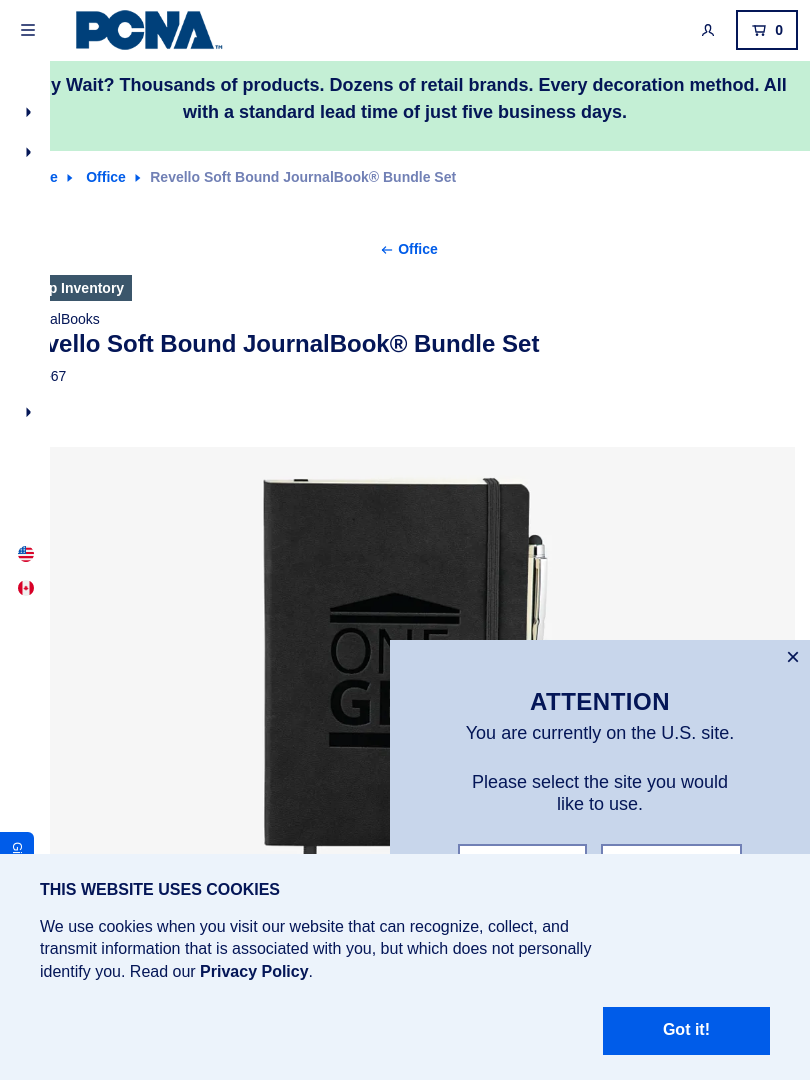 PCNA™
0
y Wait? Thousands of products. Dozens of retail brands. Every decoration method. All
with a standard lead time of just five business days.
e Office Revello Soft Bound JournalBook® Bundle Set
Office
p Inventory
alBooks
vello Soft Bound JournalBook® Bundle Set
67
ONE
ATTENTION
You are currently on the U.S. site.
Please select the site you would
like to use.
THIS WEBSITE USES COOKIES
We use cookies when you visit our website that can recognize, collect, and
transmit information that is associated with you, but which does not personally
identify you. Read our Privacy Policy.
Got it!